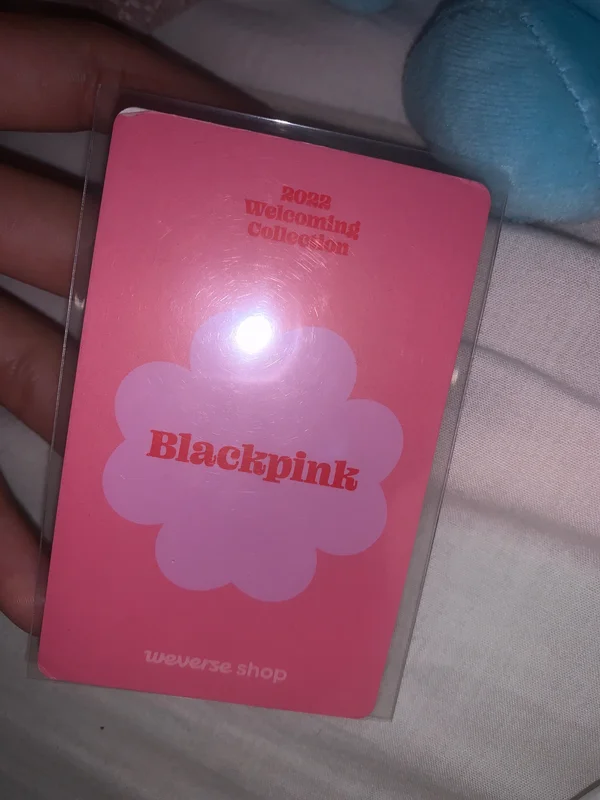 2022
Welcoming
Collection
Blackpink
weverse shop